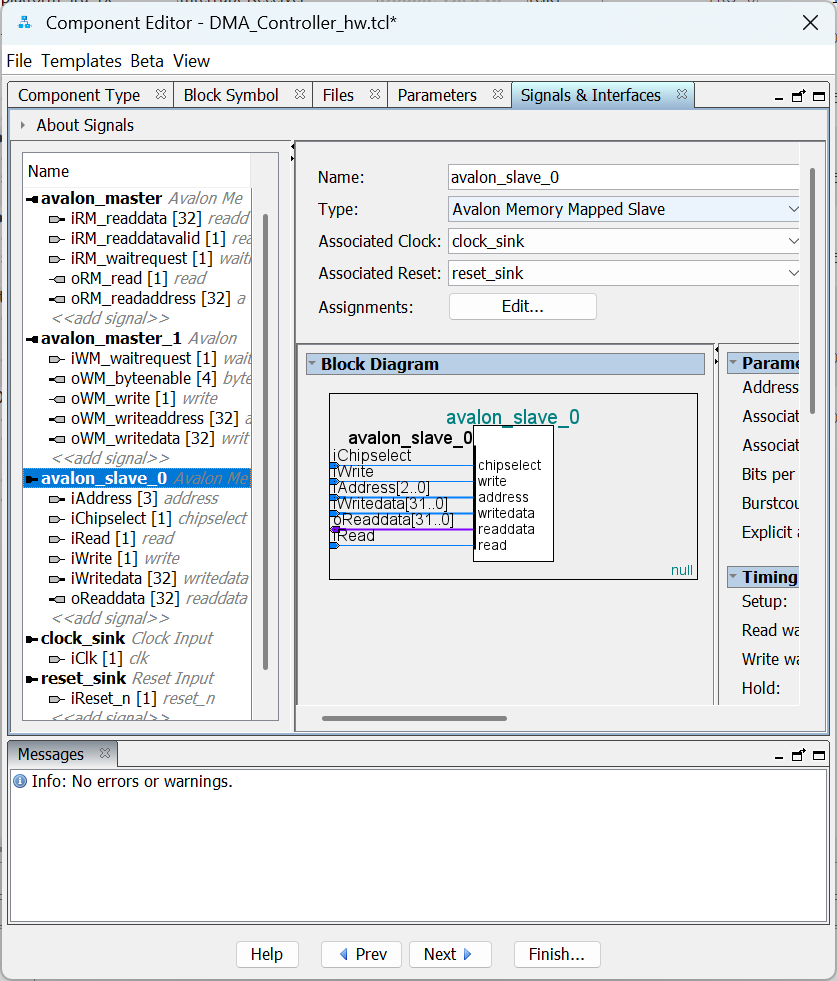 Component Editor - DMA_Controller_hw.tcl*
File Templates Beta View
Component Type Block Symbol Files Parameters Signals & Interfaces
About Signals
Name
avalon_master Avalon Me
iRM_readdata [32] readd
iRM_readdatavalid [1] rea
iRM_waitrequest [1] waiti
oRM_read [1] read
oRM_readaddress [32] a
<<add signal>>
avalon_master_1 Avalon
iWM_waitrequest [1] wait
oWM_byteenable [4] byte
oWM_write [1] write
oWM_writeaddress [32] a
oWM_writedata [32] writ
<<add signal>>
avalon_slave_0 Avalon Me
iAddress [3] address
iChipselect [1] chipselect
iRead [1] read
iWrite [1] write
iWritedata [32] writedata
oReaddata [32] readdata
<<add signal>>
clock_sink Clock Input
iClk [1] clk
reset_sink Reset Input
iReset_n [1] reset_n
<<add signal>>
Name: avalon_slave_0
Type: Avalon Memory Mapped Slave
Associated Clock: clock_sink
Associated Reset: reset_sink
Assignments: Edit...
Block Diagram
avalon_slave_0
avalon_slave_0
iChipselect
chipselect
iWrite
write
iAddress[2..0]
address
iWritedata[31..0]
writedata
oReaddata[31..0]
readdata
iRead
read
null
Parame
Address
Associat
Associat
Bits per
Burstcou
Explicit a
Timing
Setup:
Read wa
Write wa
Hold:
Messages
Info: No errors or warnings.
Help Prev Next Finish...